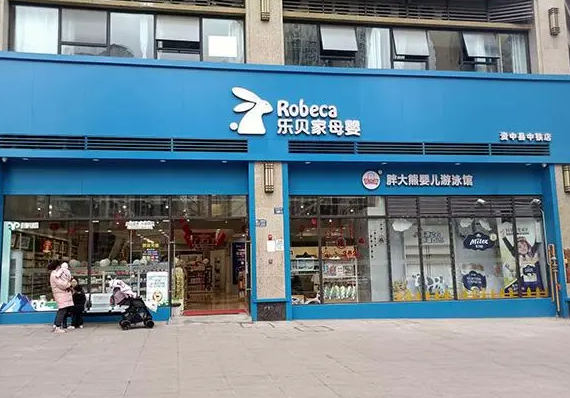 Robeca
乐贝家母婴
资中县中铁店
胖大熊婴儿游泳馆
Milex